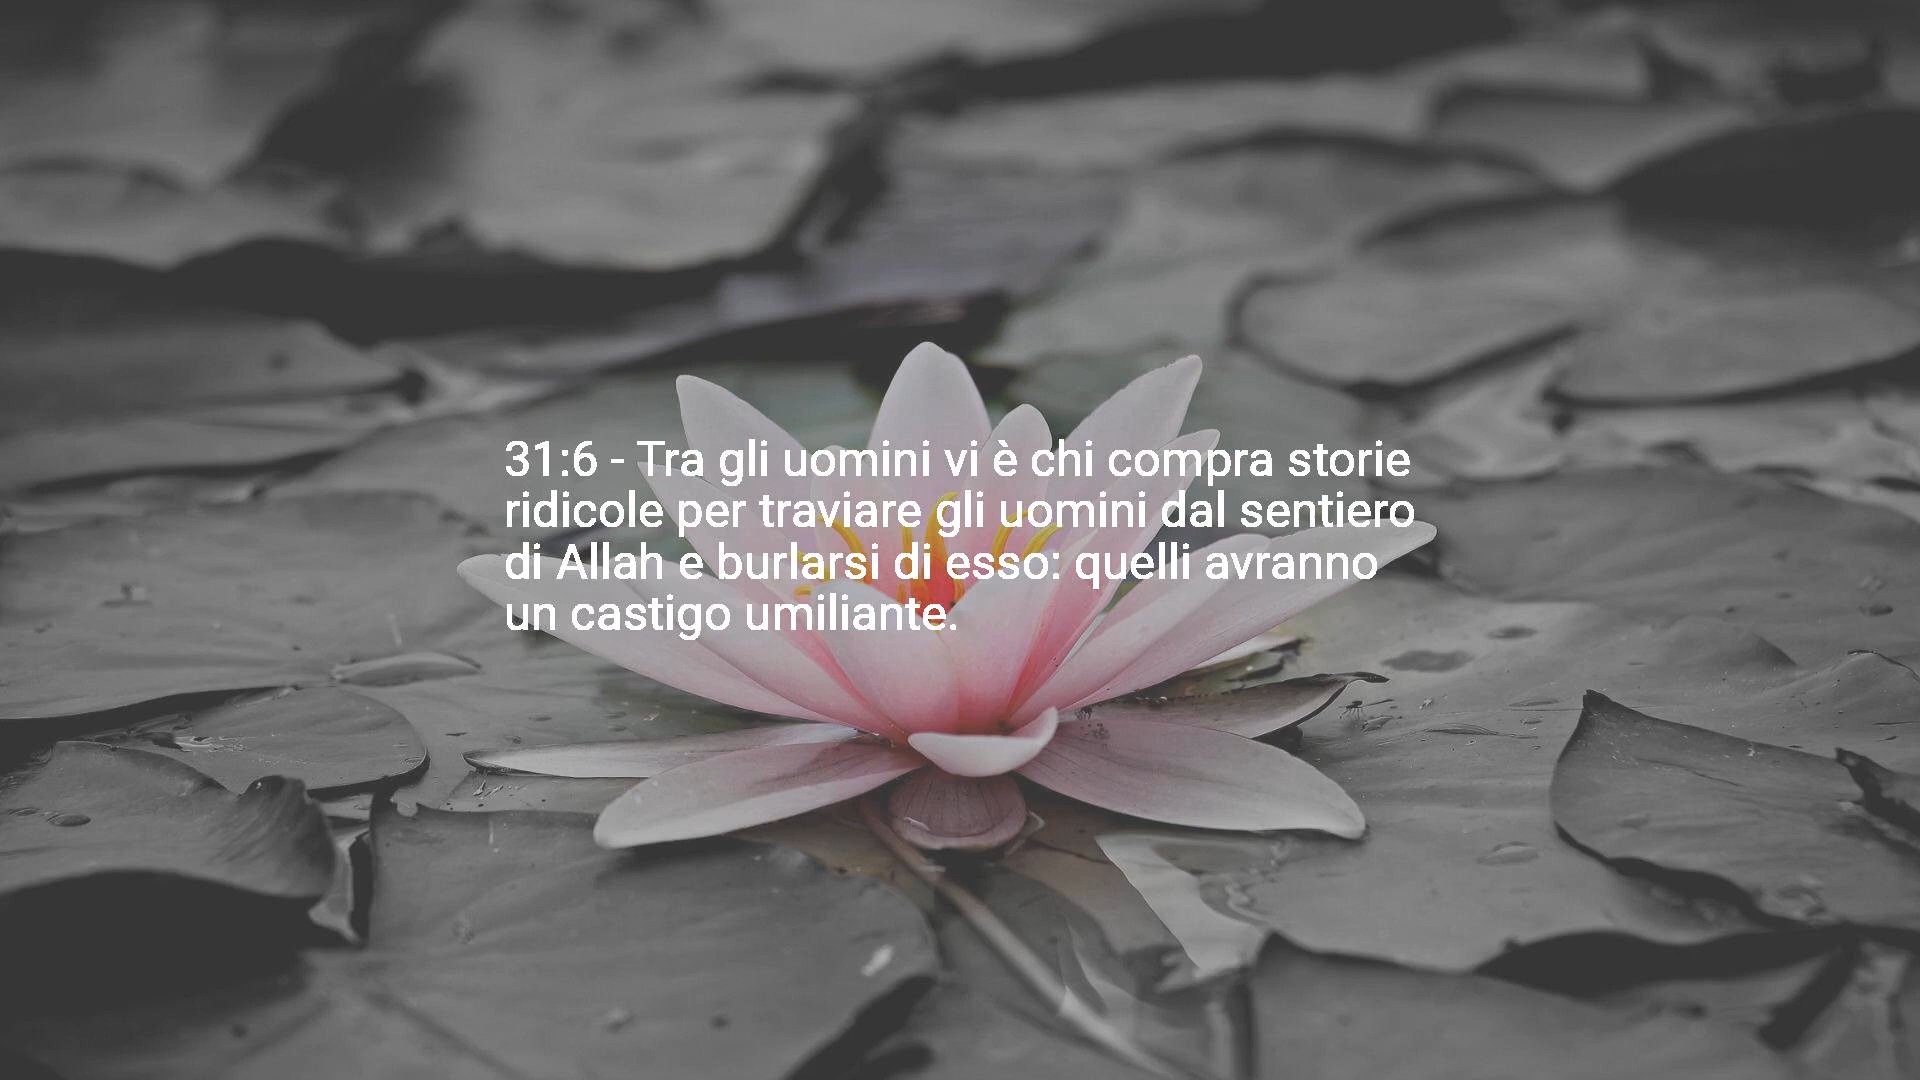 31:6 - Tra gli uomini vi è chi compra storie
ridicole per traviare gli uomini dal sentiero
di Allah e burlarsi di esso: quelli avranno
un castigo umiliante.